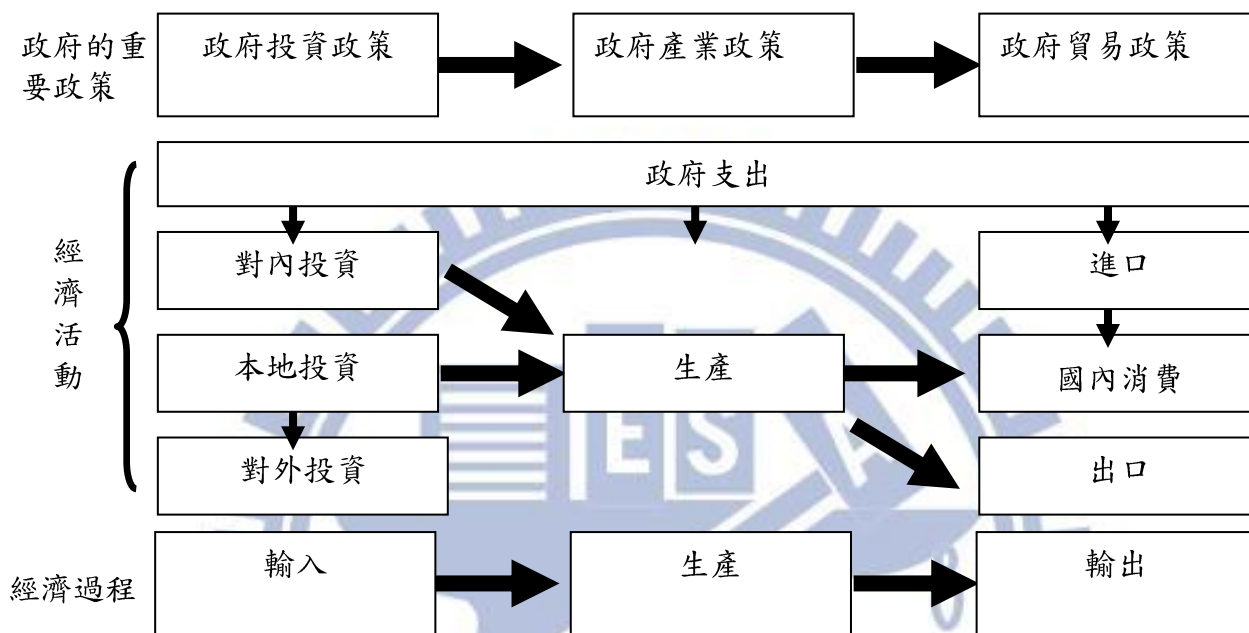 政府的重
要政策
政府投資政策
政府產業政策
政府貿易政策
經
濟
活
動
政府支出
對內投資
進口
本地投資
生產
國內消費
對外投資
出口
經濟過程
輸入
生產
輸出
E S A